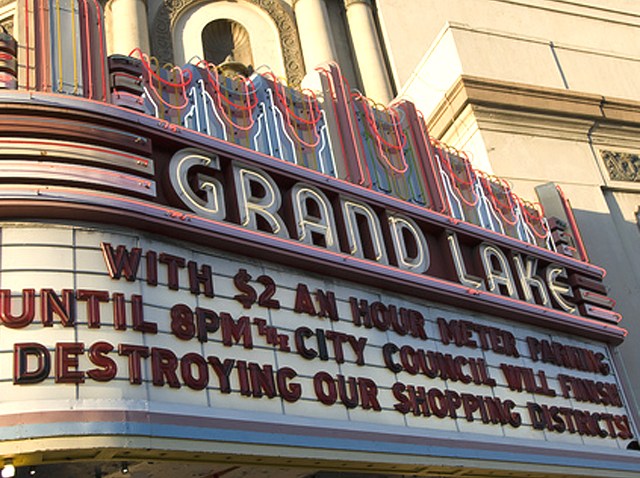 GRAND LAKE
WITH $2 AN HOUR METER PARKING
UNTIL 8PM THE CITY COUNCIL WILL FINISH
DESTROYING OUR SHOPPING DISTRICTS!